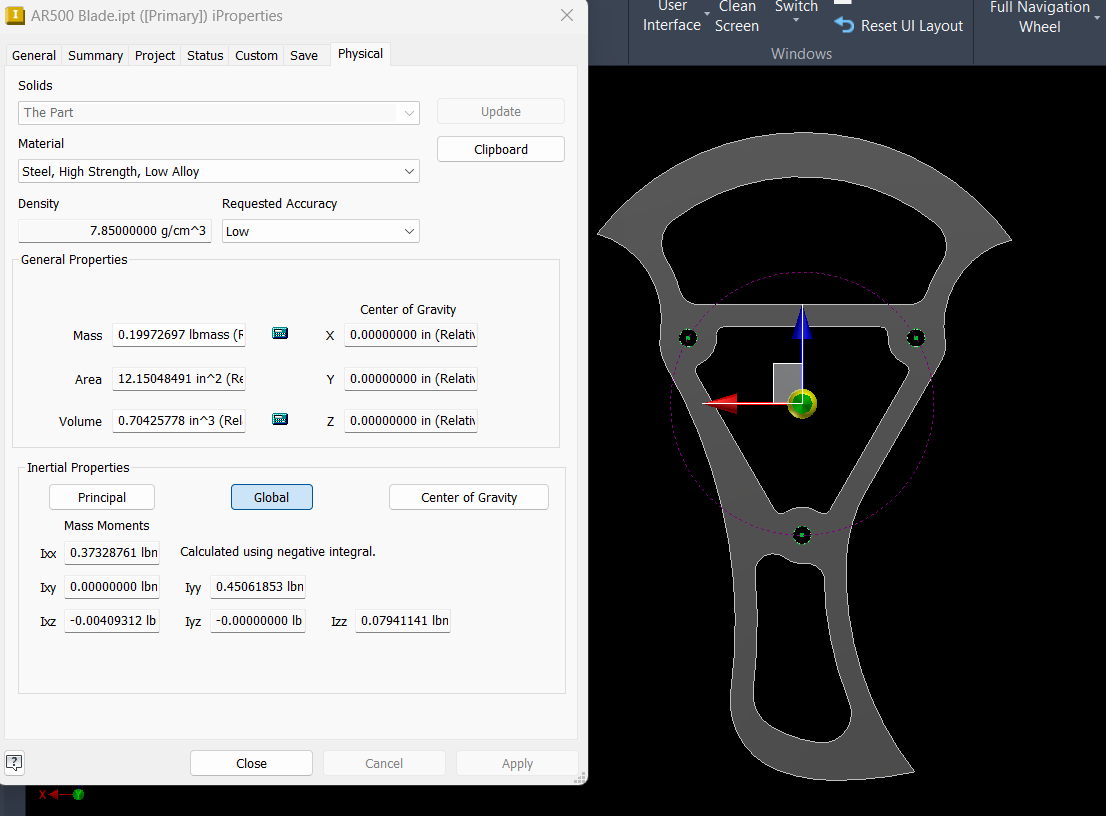 AR500 Blade.ipt ([Primary]) iProperties
General Summary Project Status Custom Save Physical
Solids
The Part
Update
Material
Clipboard
Steel, High Strength, Low Alloy
Density
Requested Accuracy
7.85000000 g/cm^3
Low
General Properties
Center of Gravity
Mass 0.19972697 lbmass (R
X 0.00000000 in (Relativ
Area 12.15048491 in^2 (Re
Y 0.00000000 in (Relativ
Volume 0.70425778 in^3 (Rel
Z 0.00000000 in (Relativ
Inertial Properties
Principal
Global
Center of Gravity
Mass Moments
Ixx 0.37328761 lbn
Calculated using negative integral.
Ixy 0.00000000 lbn
Iyy 0.45061853 lbn
Ixz -0.00409312 lb
Iyz -0.00000000 lb
Izz 0.07941141 lbn
?
Close
Cancel
Apply
User
Interface
Clean
Screen
Switch
Reset UI Layout
Windows
Full Navigation
Wheel
X
Y